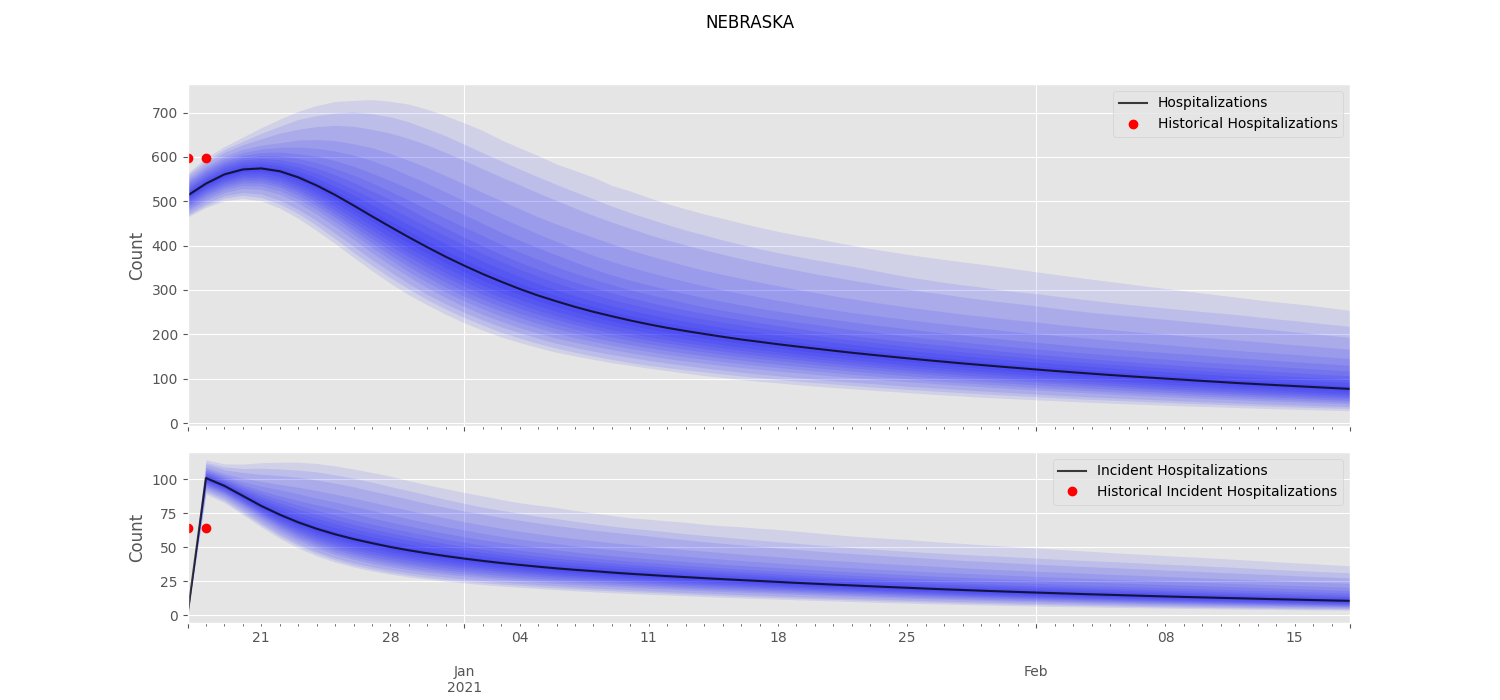 NEBRASKA
Count
700
600
500
400
300
200
100
0
Hospitalizations
Historical Hospitalizations
Count
100
75
50
25
0
Incident Hospitalizations
Historical Incident Hospitalizations
21 28 04 11 18 25 08 15
Jan Feb
2021